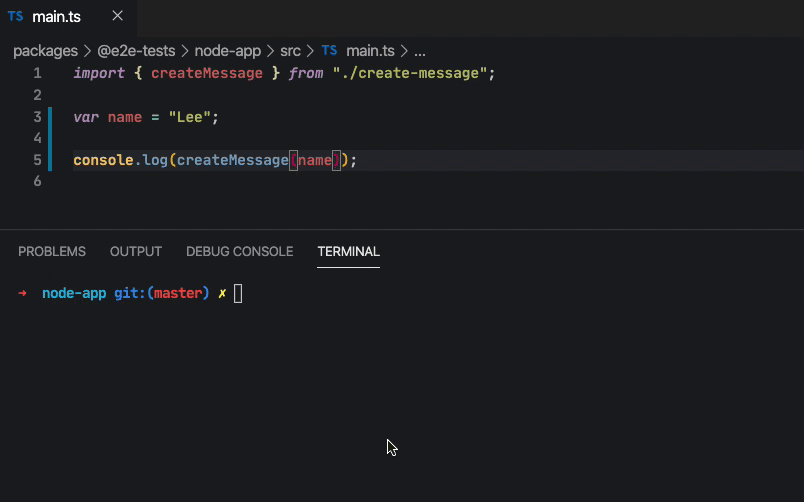 TS main.ts
packages > @e2e-tests > node-app > src > TS main.ts > ...
1 import { createMessage } from "./create-message";
2
3 var name = "Lee";
4
5 console.log(createMessage(name));
6
PROBLEMS OUTPUT DEBUG CONSOLE TERMINAL
→ node-app git:(master) ✗